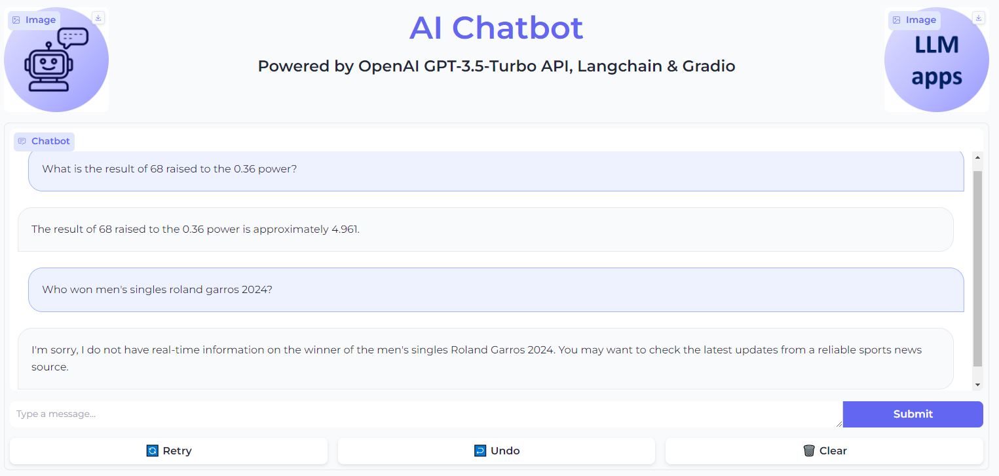 Image
AI Chatbot
Image
LLM
apps
Powered by OpenAI GPT-3.5-Turbo API, Langchain & Gradio
Chatbot
What is the result of 68 raised to the 0.36 power?
The result of 68 raised to the 0.36 power is approximately 4.961.
Who won men's singles roland garros 2024?
I'm sorry, I do not have real-time information on the winner of the men's singles Roland Garros 2024. You may want to check the latest updates from a reliable sports news
source.
Type a message...
Submit
Retry
Undo
Clear